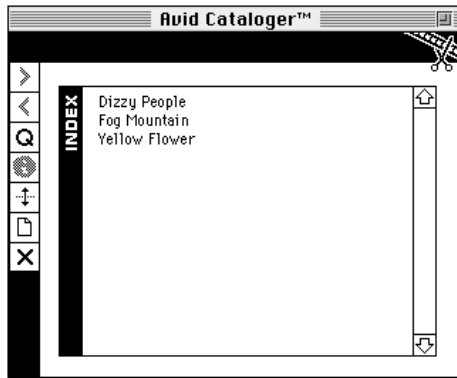 Avid Cataloger™
INDEX
Dizzy People
Fog Mountain
Yellow Flower
Q